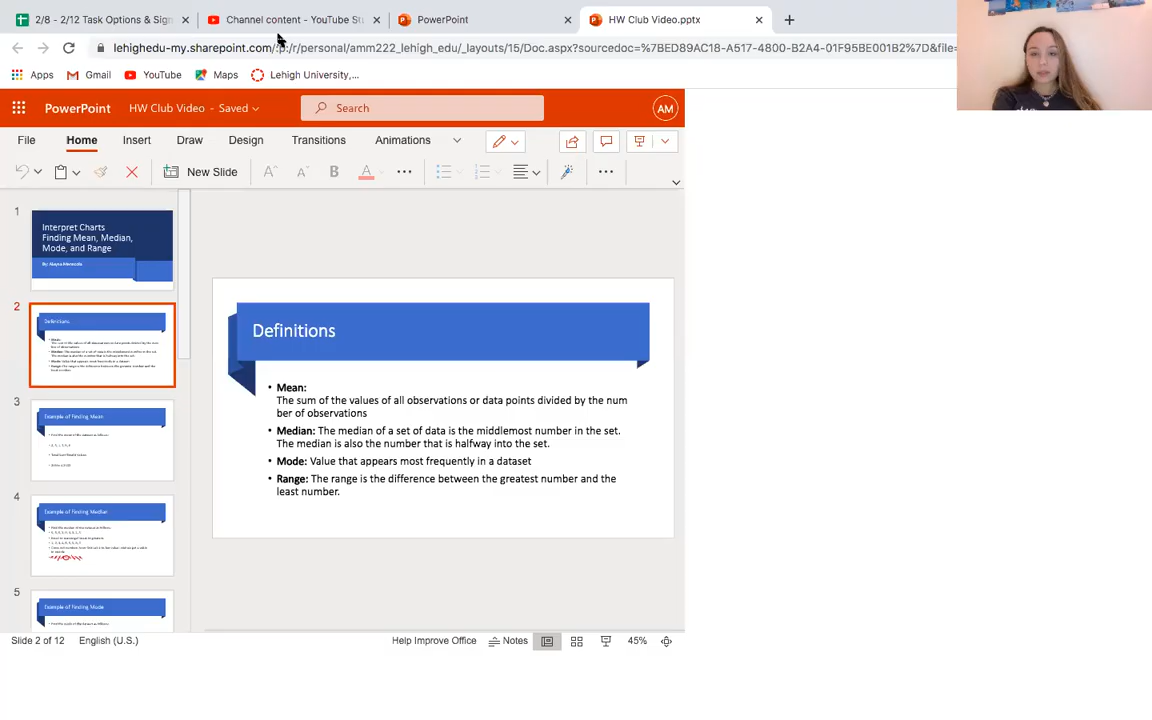 2/8 - 2/12 Task Options & Sign
Channel content - YouTube Stu
PowerPoint
HW Club Video.pptx
lehighedu-my.sharepoint.com/:p:/r/personal/amm222_lehigh_edu/_layouts/15/Doc.aspx?sourcedoc=%7BED89AC18-A517-4800-B2A4-01F95BE001B2%7D&file=
Apps Gmail YouTube Maps Lehigh University,...
PowerPoint HW Club Video - Saved Search AM
File Home Insert Draw Design Transitions Animations
A A B A New Slide
1
Interpret Charts
Finding Mean, Median,
Mode, and Range
2
Definitions
3
Example of Finding Mean
4
Example of Finding Median
5
Example of Finding Mode
Definitions
• Mean:
The sum of the values of all observations or data points divided by the num
ber of observations
• Median: The median of a set of data is the middlemost number in the set.
The median is also the number that is halfway into the set.
• Mode: Value that appears most frequently in a dataset
• Range: The range is the difference between the greatest number and the
least number.
Slide 2 of 12 English (U.S.) Help Improve Office Notes 45%